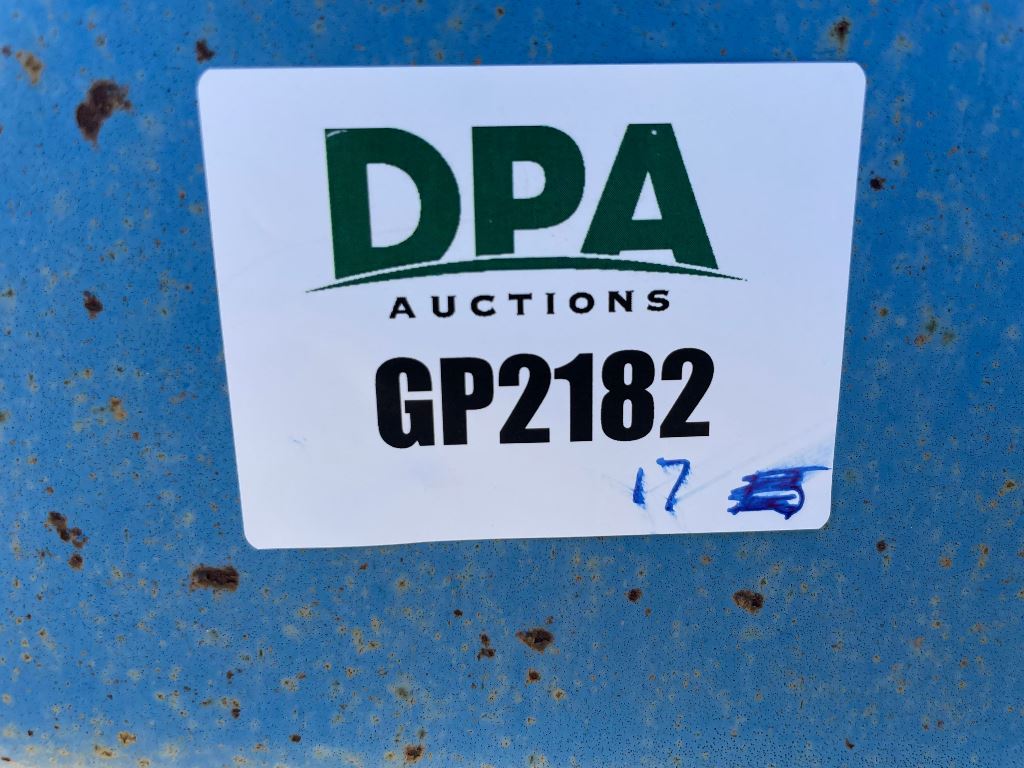 DPA
AUCTIONS
GP2182
17